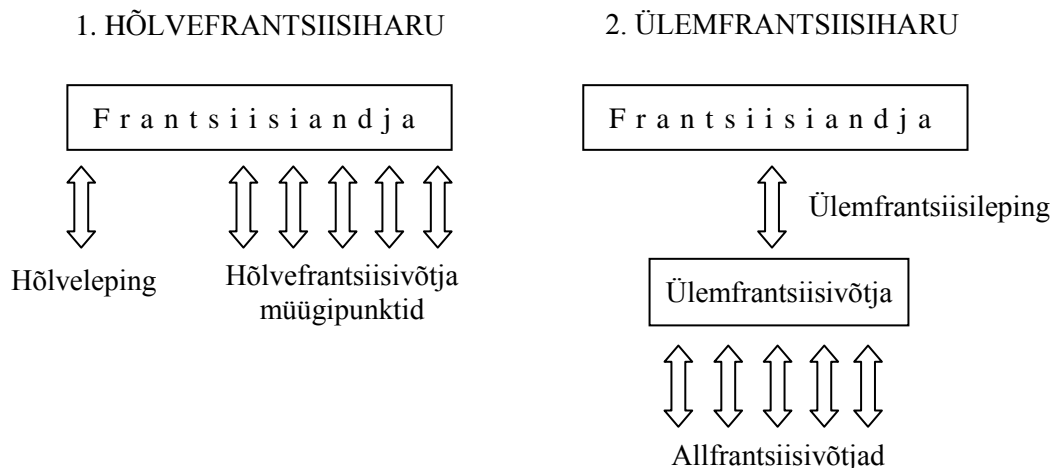 1. HÕLVEFRANTSIISIHARU
Frantsiisiandja
Hõlveleping
Hõlvefrantsiisivõtja
müügipunktid
2. ÜLEMFRANTSIISIHARU
Frantsiisiandja
Ülemfrantsiisileping
Ülemfrantsiisivõtja
Allfrantsiisivõtjad